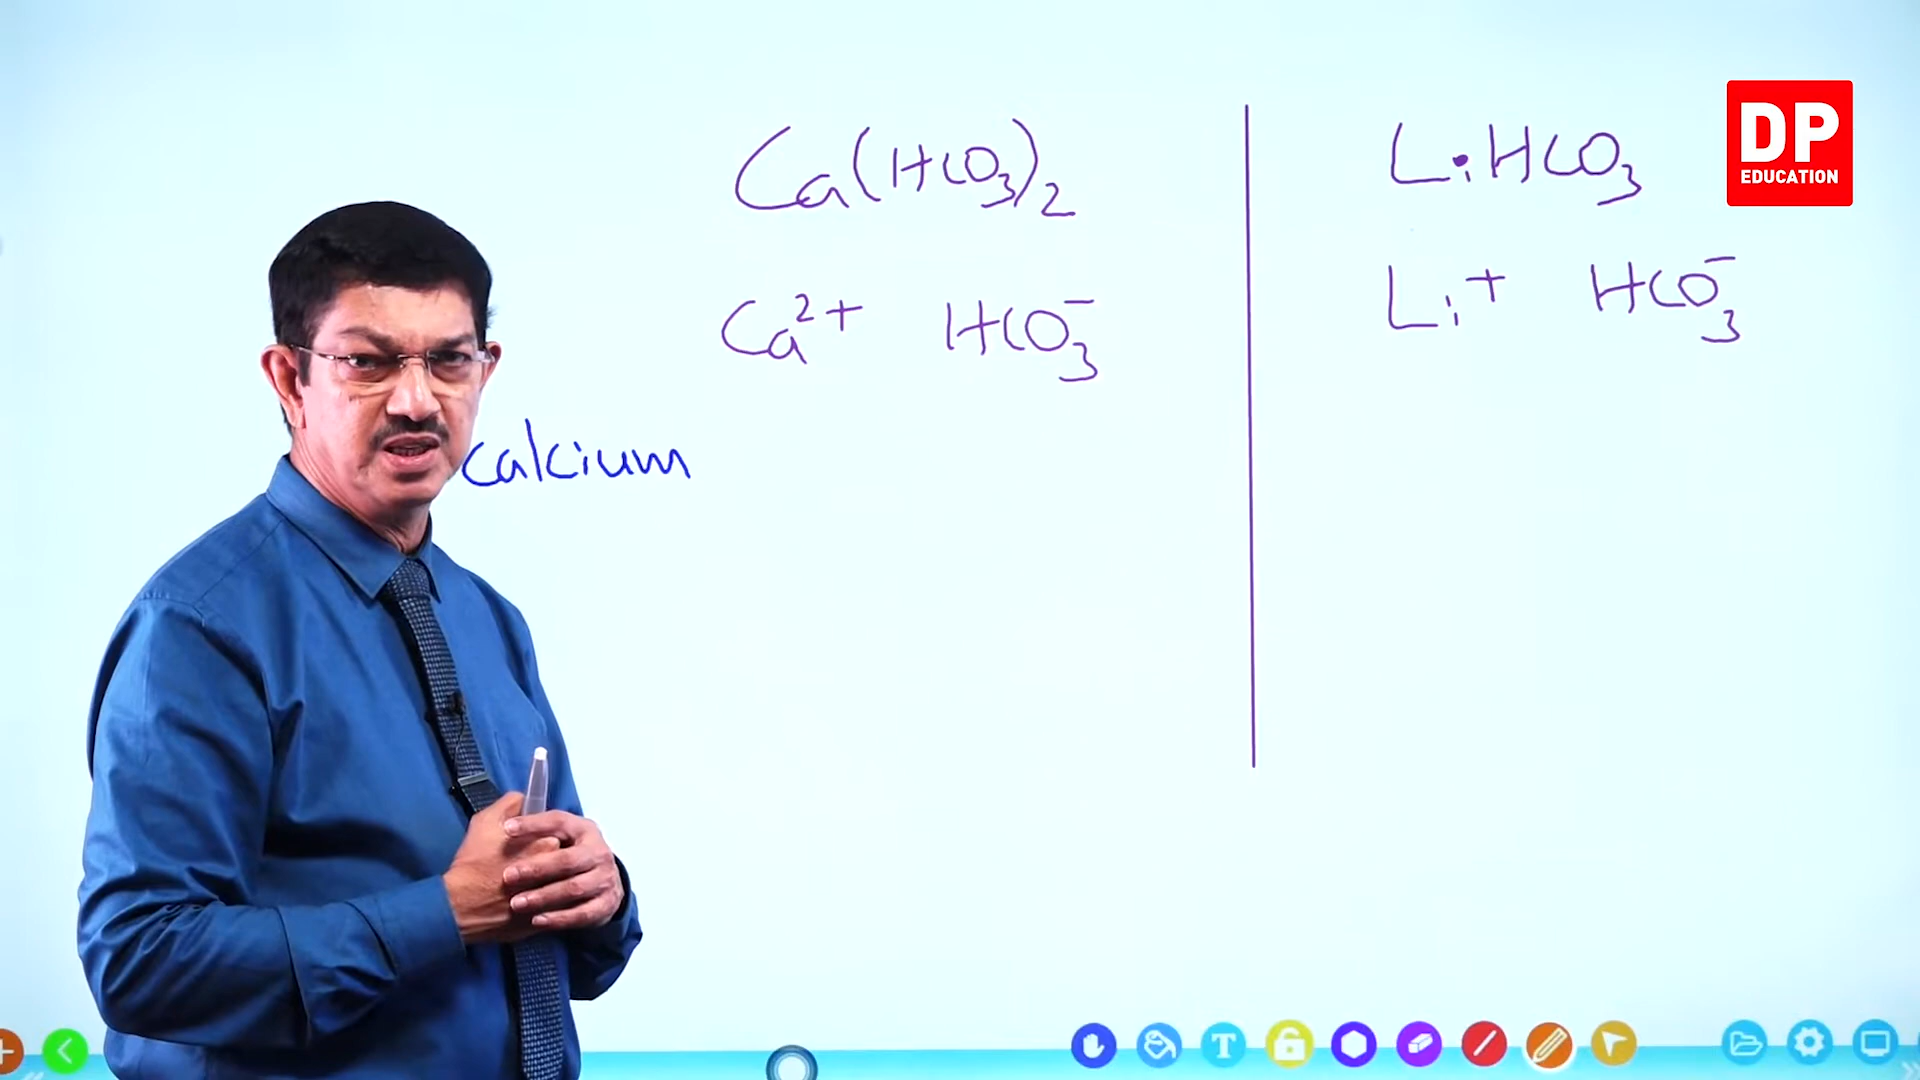 Ca(HCO₃)₂
Ca²⁺ HCO₃⁻
calcium
LiHCO₃
Li⁺ HCO₃⁻
DP
EDUCATION
T